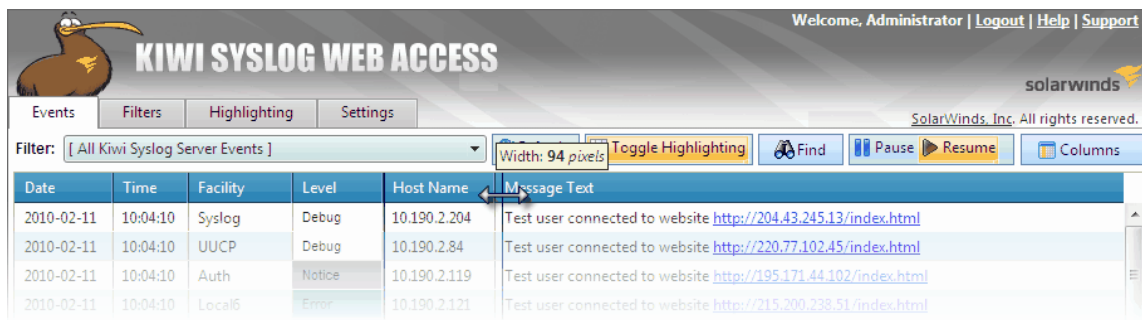 Welcome, Administrator | Logout | Help | Support
KIWI SYSLOG WEB ACCESS
solarwinds
Events Filters Highlighting Settings
SolarWinds, Inc. All rights reserved.
Filter: [ All Kiwi Syslog Server Events ] Toggle Highlighting Find Pause Resume Columns
Width: 94 pixels
Date Time Facility Level Host Name Message Text
2010-02-11 10:04:10 Syslog Debug 10.190.2.204 Test user connected to website http://204.43.245.13/index.html
2010-02-11 10:04:10 UUCP Debug 10.190.2.84 Test user connected to website http://220.77.102.45/index.html
2010-02-11 10:04:10 Auth Notice 10.190.2.119 Test user connected to website http://195.171.44.102/index.html
2010-02-11 10:04:10 Local6 Error 10.190.2.121 Test user connected to website http://215.200.238.51/index.html